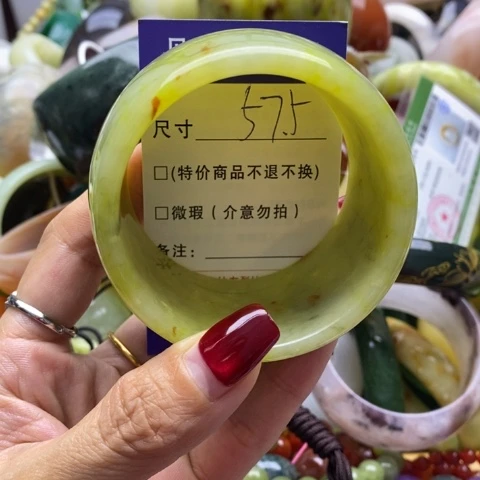 尺寸 57.5
□(特价商品不退不换)
□微瑕(介意勿拍)
备注: